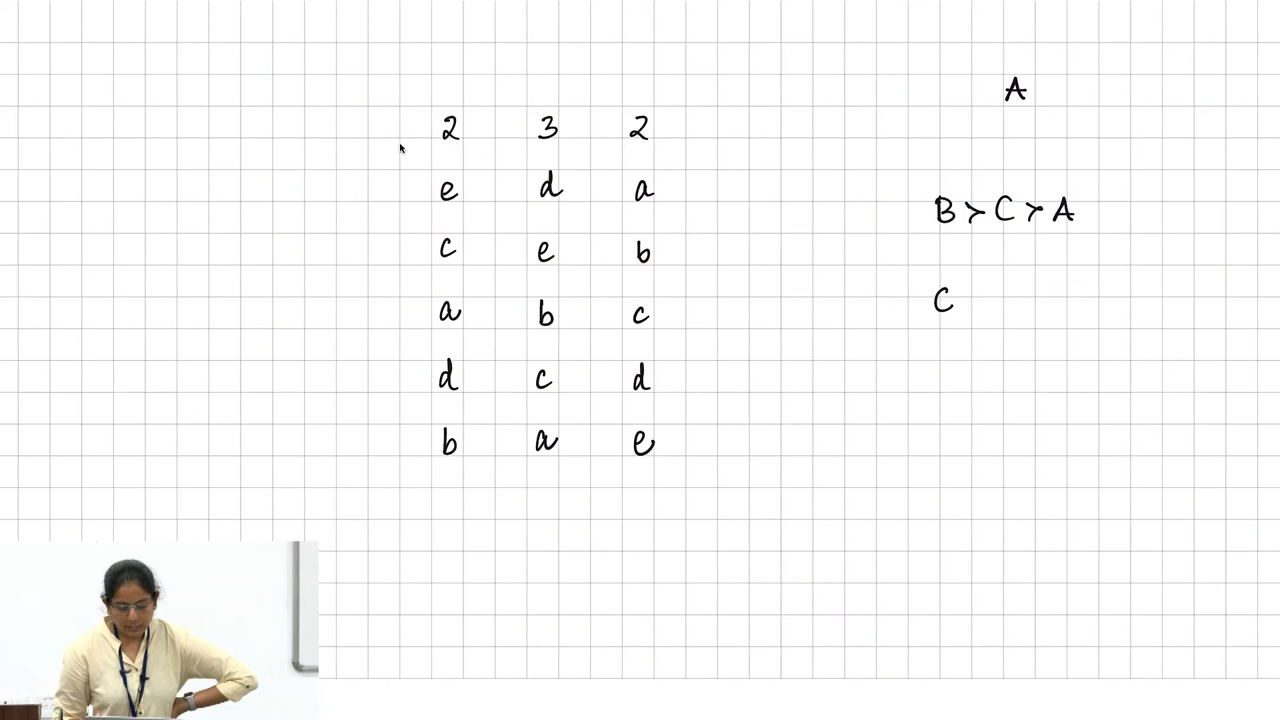 A
2 3 2
e d a
B > C > A
c e b
C
a b c
d c d
b a e